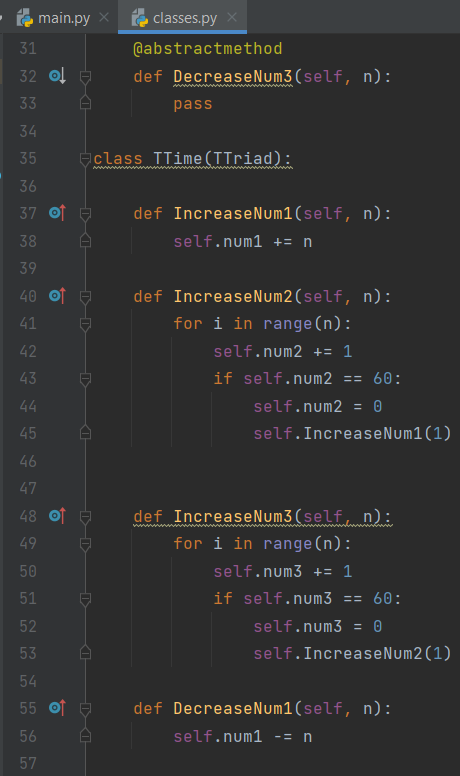 main.py × classes.py ×
31 @abstractmethod
32 def DecreaseNum3(self, n):
33 pass
34
35 class TTime(TTriad):
36
37 def IncreaseNum1(self, n):
38 self.num1 += n
39
40 def IncreaseNum2(self, n):
41 for i in range(n):
42 self.num2 += 1
43 if self.num2 == 60:
44 self.num2 = 0
45 self.IncreaseNum1(1)
46
47
48 def IncreaseNum3(self, n):
49 for i in range(n):
50 self.num3 += 1
51 if self.num3 == 60:
52 self.num3 = 0
53 self.IncreaseNum2(1)
54
55 def DecreaseNum1(self, n):
56 self.num1 -= n
57